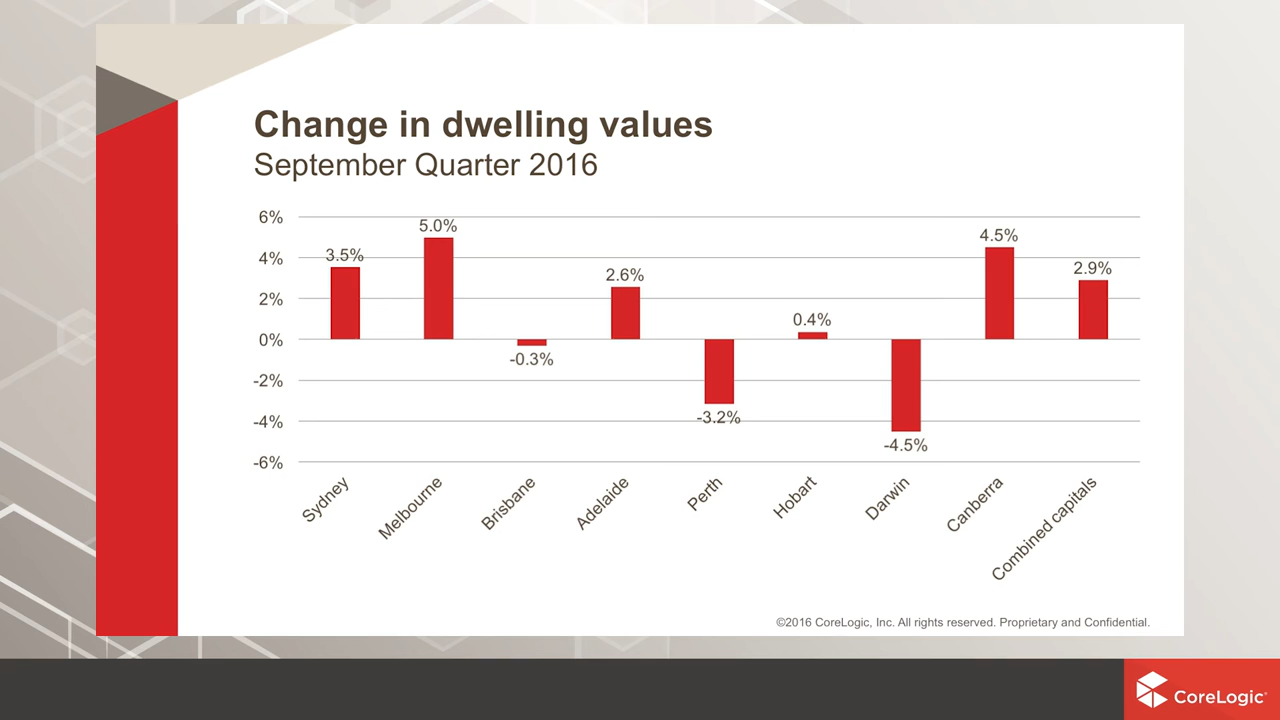 Change in dwelling values
September Quarter 2016
6%
4%
2%
0%
-2%
-4%
-6%
3.5%
5.0%
-0.3%
2.6%
-3.2%
0.4%
-4.5%
4.5%
2.9%
Sydney
Melbourne
Brisbane
Adelaide
Perth
Hobart
Darwin
Canberra
Combined capitals
©2016 CoreLogic, Inc. All rights reserved. Proprietary and Confidential.
CoreLogic